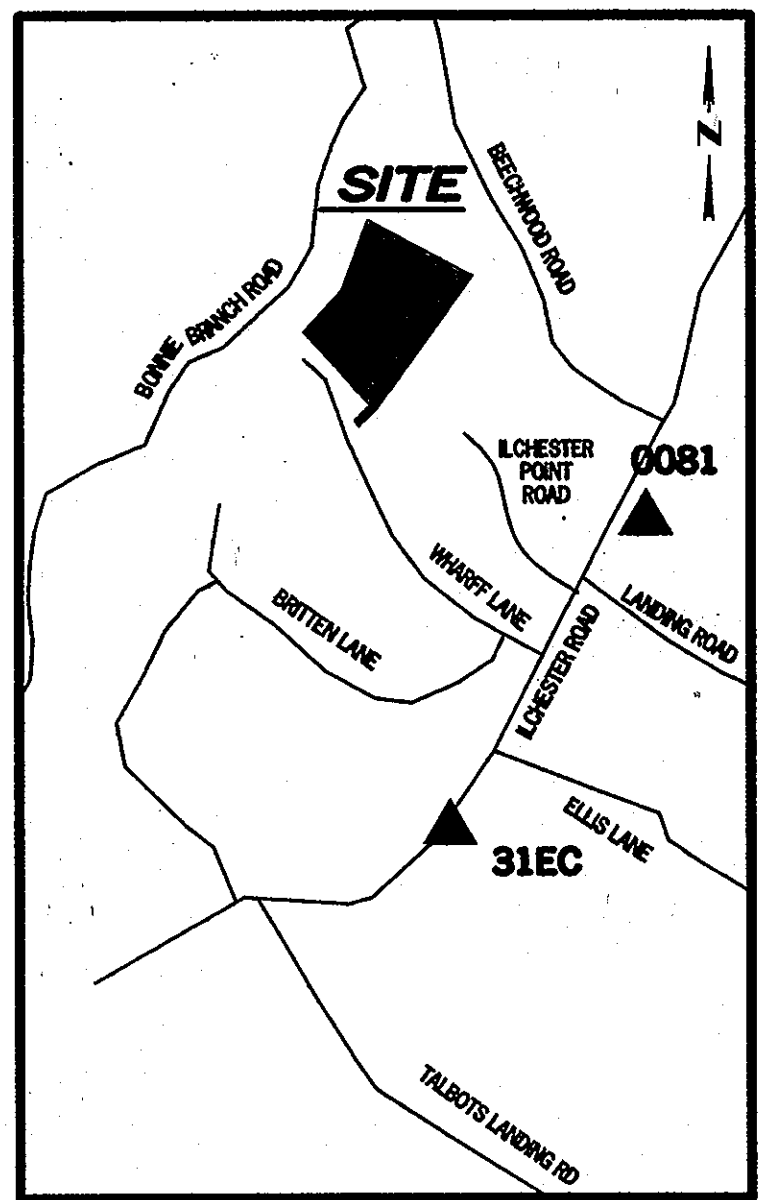 N
BEECHWOOD ROAD
SITE
BONNIE BRANCH ROAD
ILCHESTER
POINT
ROAD
0081
WHARFF LANE
LANDING ROAD
BRITTEN LANE
ILCHESTER ROAD
ELLIS LANE
31EC
TALBOTS LANDING RD